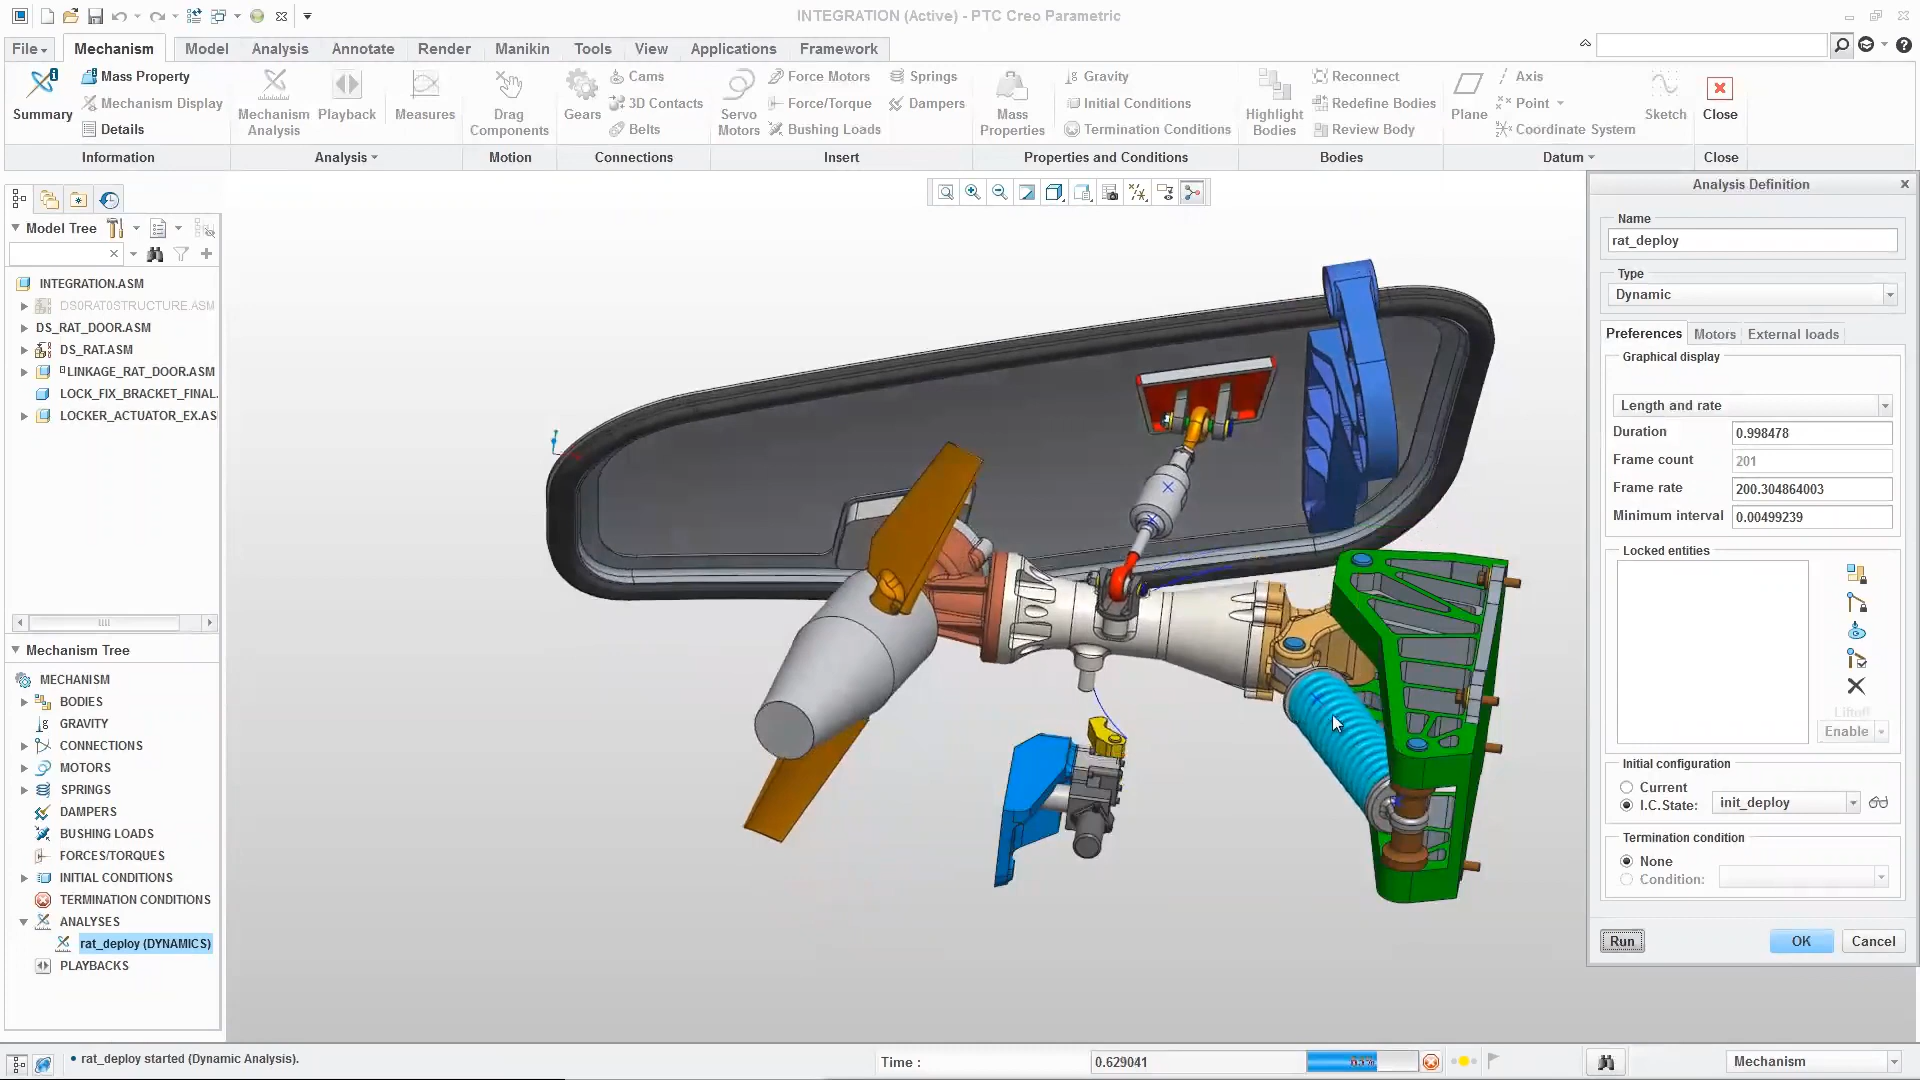 INTEGRATION (Active) - PTC Creo Parametric
File
Mechanism
Model
Analysis
Annotate
Render
Manikin
Tools
View
Applications
Framework
Summary
Mass Property
Mechanism Display
Details
Mechanism Analysis
Playback
Measures
Drag Components
Gears
Cams
3D Contacts
Belts
Servo Motors
Force Motors
Force/Torque
Bushing Loads
Springs
Dampers
Mass Properties
Gravity
Initial Conditions
Termination Conditions
Highlight Bodies
Reconnect
Redefine Bodies
Review Body
Plane
Axis
Point
Coordinate System
Sketch
Close
Information
Analysis
Motion
Connections
Insert
Properties and Conditions
Bodies
Datum
Close
Model Tree
INTEGRATION.ASM
DS0RAT0STRUCTURE.ASM
DS_RAT_DOOR.ASM
DS_RAT.ASM
LINKAGE_RAT_DOOR.ASM
LOCK_FIX_BRACKET_FINAL.
LOCKER_ACTUATOR_EX.AS
Mechanism Tree
MECHANISM
BODIES
GRAVITY
CONNECTIONS
MOTORS
SPRINGS
DAMPERS
BUSHING LOADS
FORCES/TORQUES
INITIAL CONDITIONS
TERMINATION CONDITIONS
ANALYSES
rat_deploy (DYNAMICS)
PLAYBACKS
Analysis Definition
Name
rat_deploy
Type
Dynamic
Preferences
Motors
External loads
Graphical display
Length and rate
Duration
0.998478
Frame count
201
Frame rate
200.304864003
Minimum interval
0.00499239
Locked entities
Liftoff
Enable
Initial configuration
Current
I.C.State:
init_deploy
Termination condition
None
Condition:
Run
OK
Cancel
rat_deploy started (Dynamic Analysis).
Time :
0.629041
Mechanism